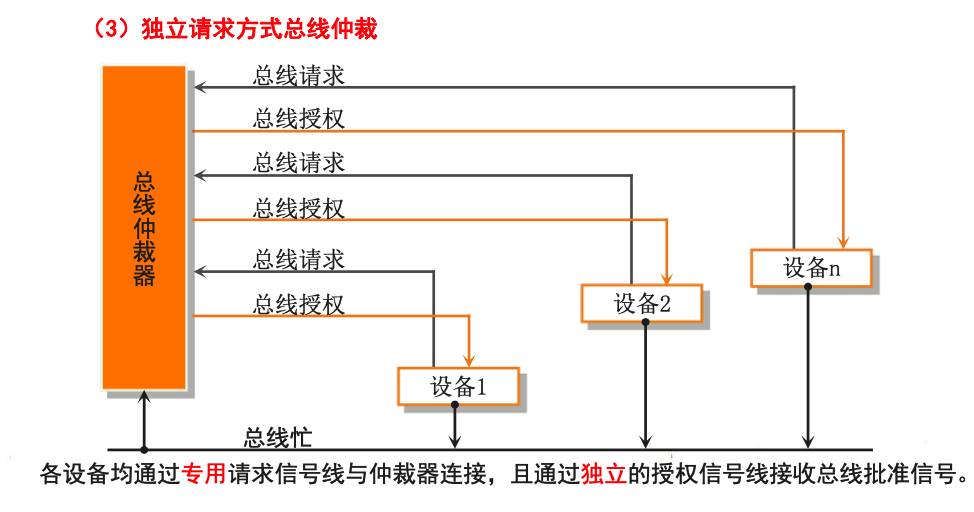 （3）独立请求方式总线仲裁
总线请求
总线授权
总线请求
总线授权
总线请求
总线授权
总线仲裁器
设备n
设备2
设备1
总线忙
各设备均通过专用请求信号线与仲裁器连接，且通过独立的授权信号线接收总线批准信号。